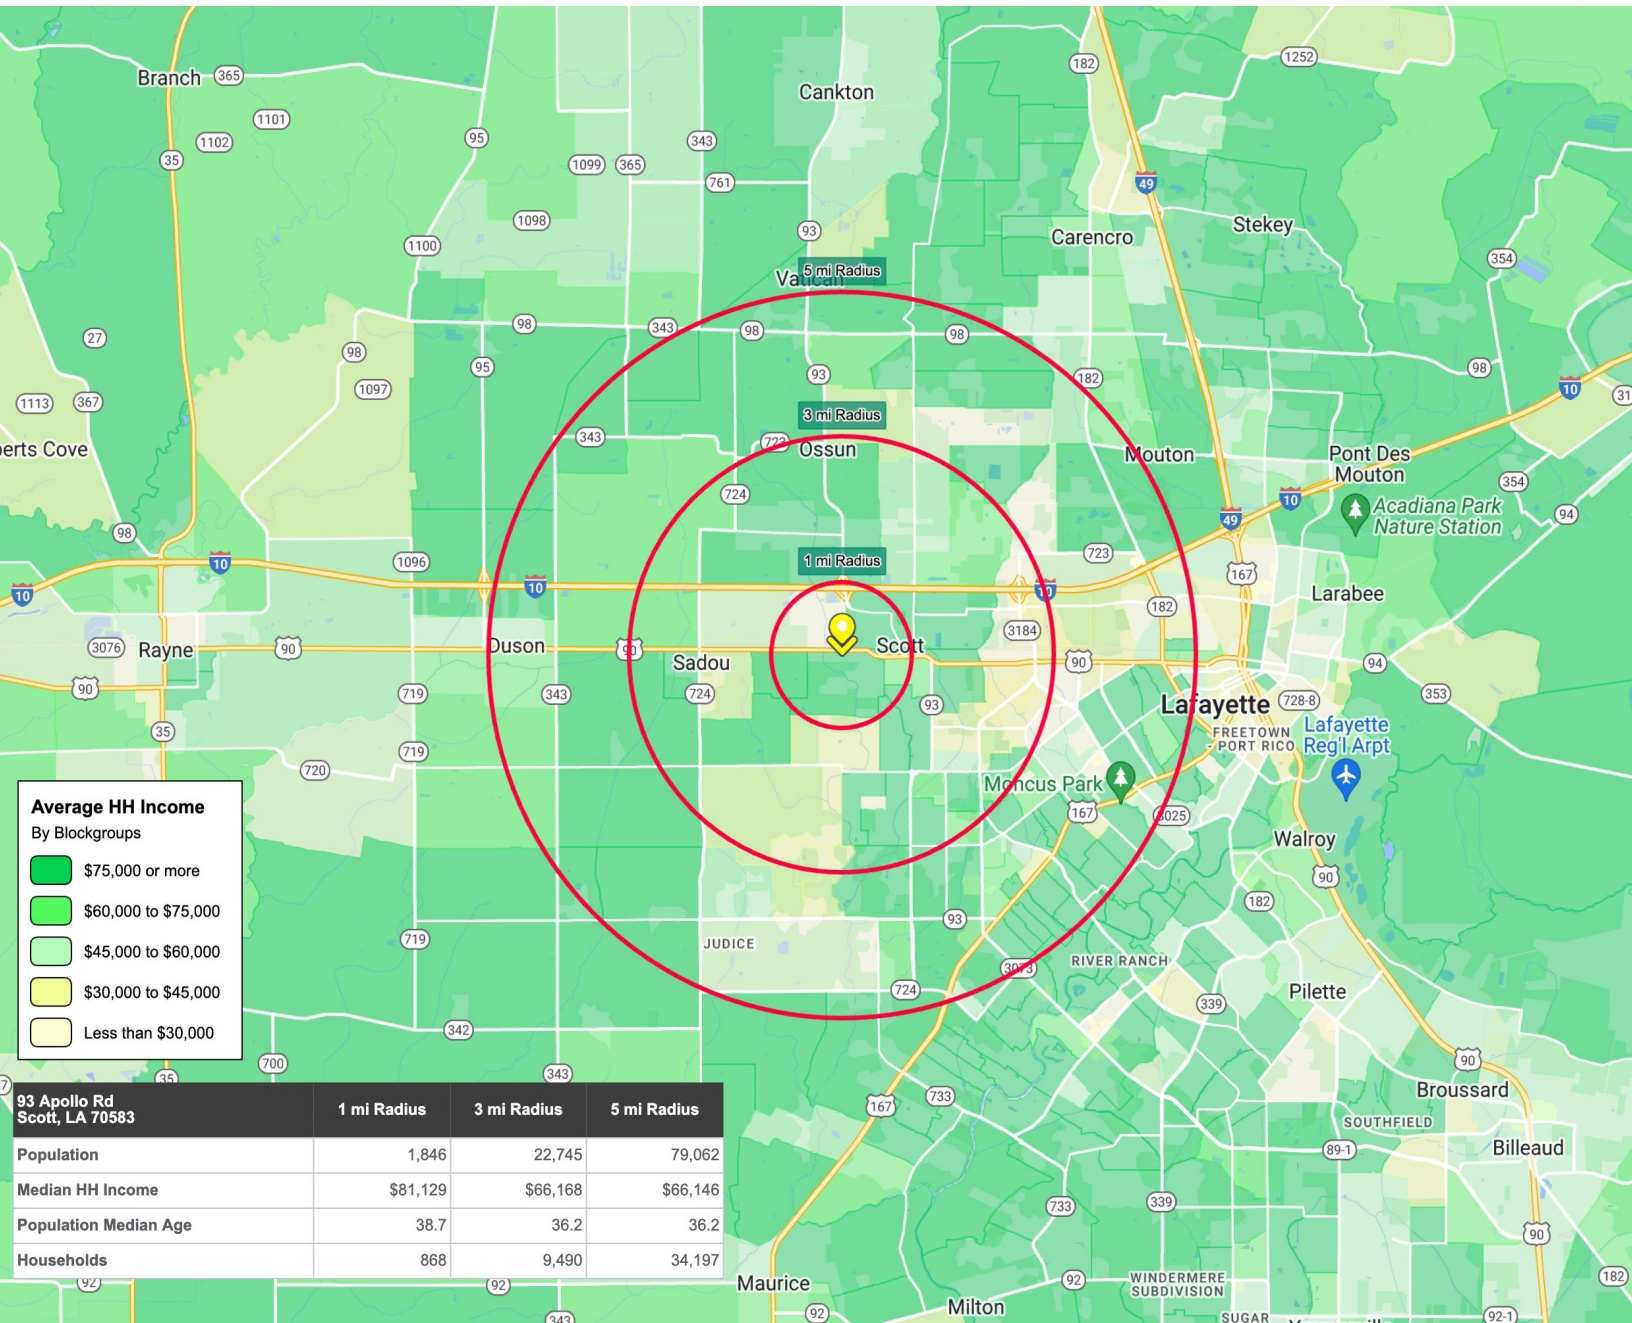 Branch
365
1101
1102
35
95
1099
365
343
761
1098
1100
Cankton
93
182
1252
49
Carencro
Stekey
354
5 mi Radius
Vatican
27
98
343
98
98
98
1097
95
93
182
98
10
1113
367
3 mi Radius
343
723
Ossun
Mouton
Pont Des
Mouton
724
10
354
49
Acadiana Park
Nature Station
94
98
10
10
1096
10
1 mi Radius
723
10
167
182
Larabee
3184
3076
Rayne
90
Duson
90
Sadou
Scott
90
94
90
719
343
724
93
Lafayette
728-8
353
35
FREETOWN
- PORT RICO
Lafayette
Reg'l Arpt
719
720
Moncus Park
167
3025
Walroy
90
182
Average HH Income
By Blockgroups
$75,000 or more
$60,000 to $75,000
$45,000 to $60,000
$30,000 to $45,000
Less than $30,000
719
JUDICE
93
3073
RIVER RANCH
724
339
Pilette
342
700
343
35
90
Broussard
167
733
SOUTHFIELD
89-1
Billeaud
93 Apollo Rd
Scott, LA 70583
1 mi Radius
3 mi Radius
5 mi Radius
Population
1,846
22,745
79,062
Median HH Income
$81,129
$66,168
$66,146
Population Median Age
38.7
36.2
36.2
Households
868
9,490
34,197
733
339
90
92
92
Maurice
92
WINDERMERE
SUBDIVISION
182
92
Milton
343
SUGAR
92-1